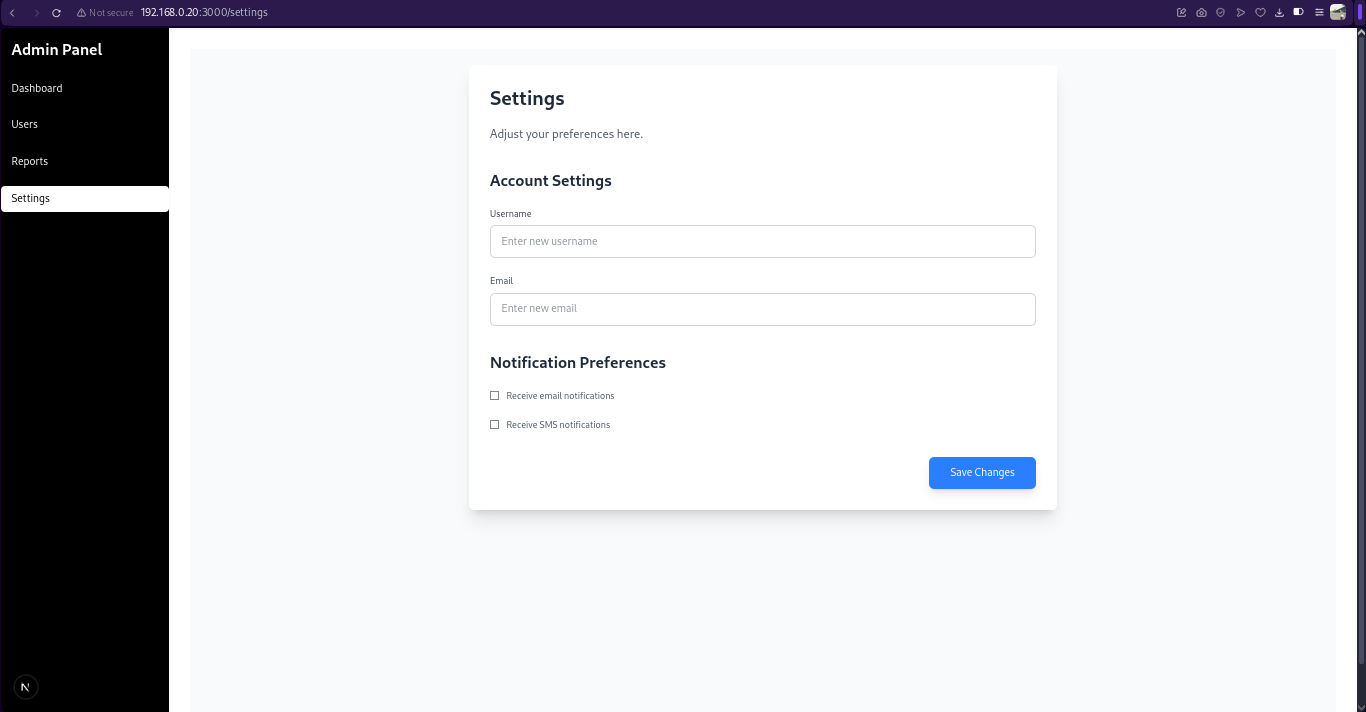 Not secure 192.168.0.20:3000/settings
Admin Panel
Dashboard
Users
Reports
Settings
N
Settings
Adjust your preferences here.
Account Settings
Username
Enter new username
Email
Enter new email
Notification Preferences
Receive email notifications
Receive SMS notifications
Save Changes